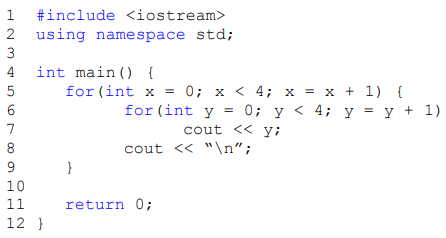 1 #include <iostream>
2 using namespace std;
3
4 int main() {
5 for(int x = 0; x < 4; x = x + 1) {
6 for(int y = 0; y < 4; y = y + 1)
7 cout << y;
8 cout << “\n”;
9 }
10
11 return 0;
12 }